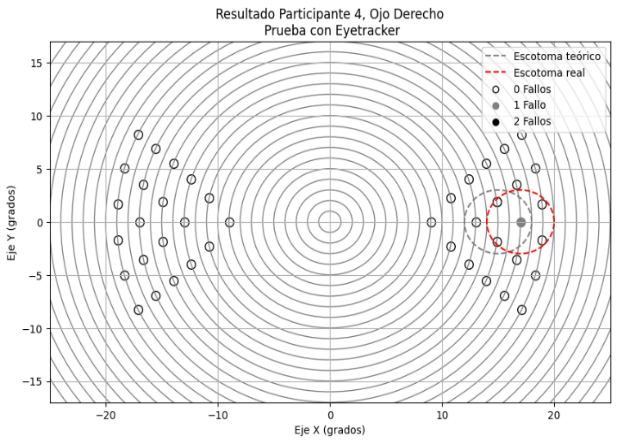 Resultado Participante 4, Ojo Derecho
Prueba con Eyetracker
Escotoma teórico
Escotoma real
0 Fallos
1 Fallo
2 Fallos
Eje Y (grados)
15
10
5
0
−5
−10
−15
−20
−10
0
10
20
Eje X (grados)